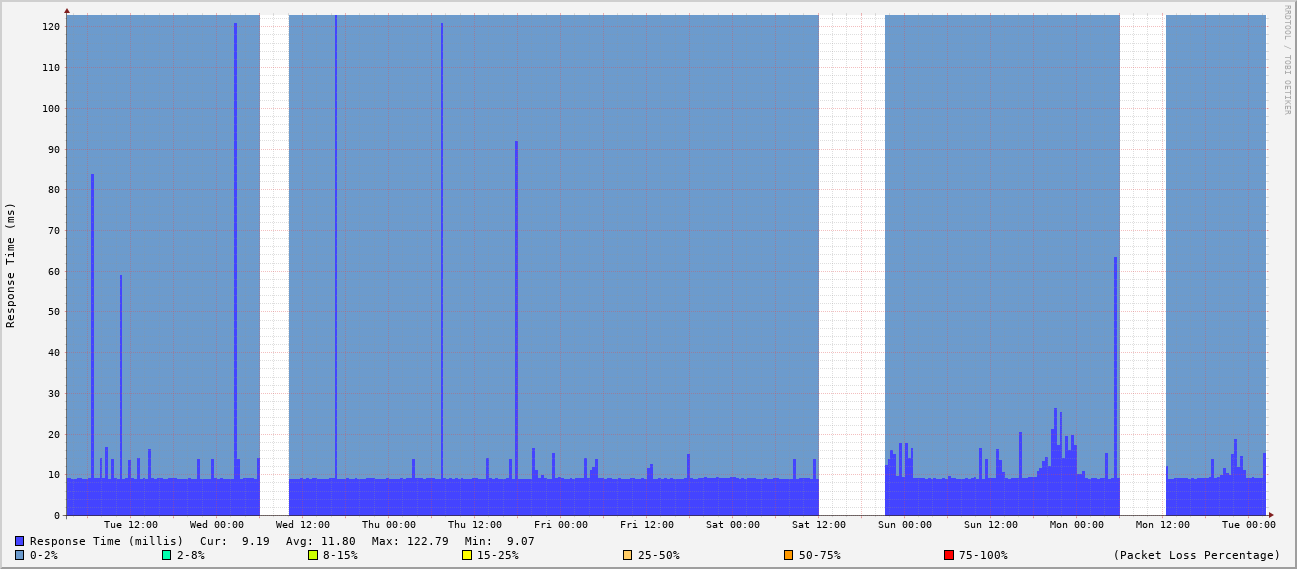 RRDTOOL / TOBI OETIKER
Response Time (ms)
120
110
100
90
80
70
60
50
40
30
20
10
0
Tue 12:00 Wed 00:00 Wed 12:00 Thu 00:00 Thu 12:00 Fri 00:00 Fri 12:00 Sat 00:00 Sat 12:00 Sun 00:00 Sun 12:00 Mon 00:00 Mon 12:00 Tue 00:00
Response Time (millis) Cur: 9.19 Avg: 11.80 Max: 122.79 Min: 9.07
0-2% 2-8% 8-15% 15-25% 25-50% 50-75% 75-100% (Packet Loss Percentage)